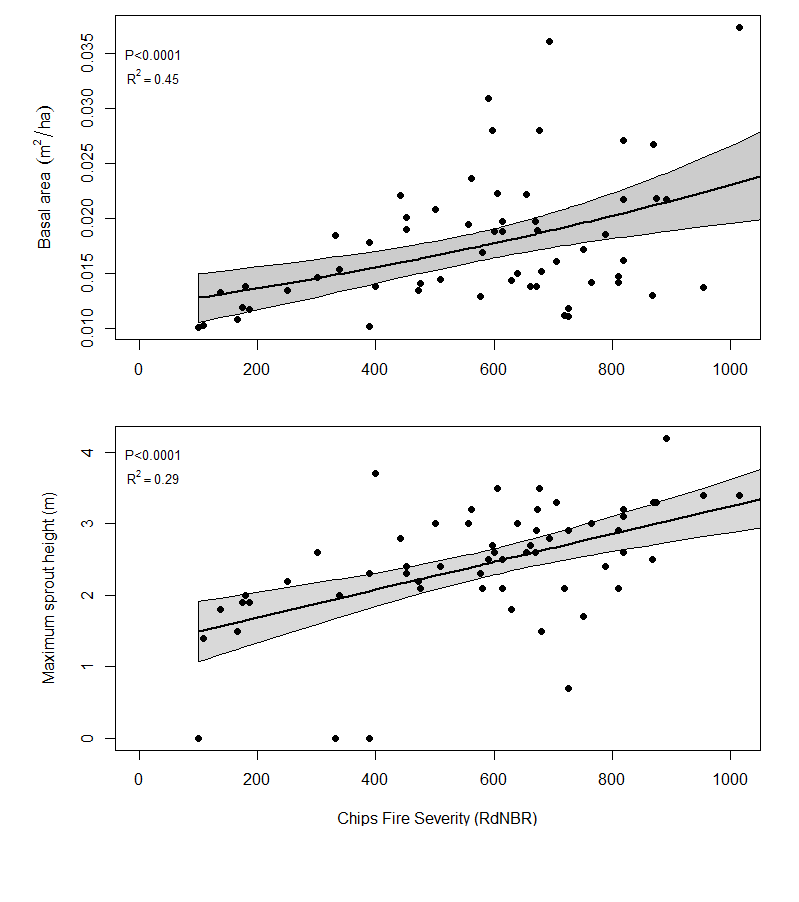 P<0.0001
R² = 0.45
Basal area (m²/ha)
0.035
0.030
0.025
0.020
0.015
0.010
0 200 400 600 800 1000
P<0.0001
R² = 0.29
Maximum sprout height (m)
4
3
2
1
0
0 200 400 600 800 1000
Chips Fire Severity (RdNBR)